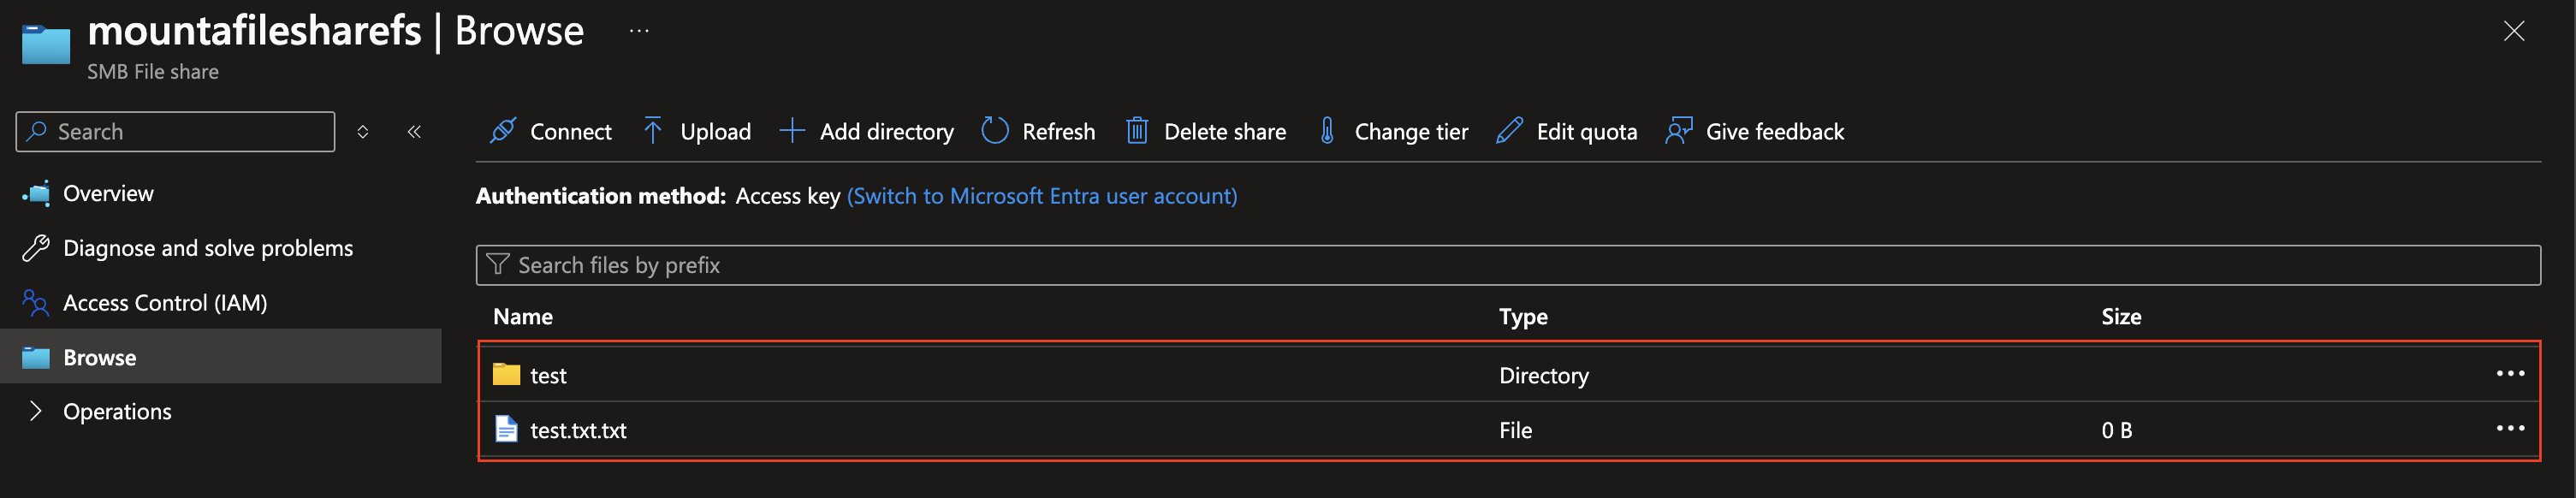 mountafilesharefs | Browse ...
SMB File share
Search
Overview
Diagnose and solve problems
Access Control (IAM)
Browse
Operations
Connect Upload Add directory Refresh Delete share Change tier Edit quota Give feedback
Authentication method: Access key (Switch to Microsoft Entra user account)
Search files by prefix
Name Type Size
test Directory
test.txt.txt File 0 B